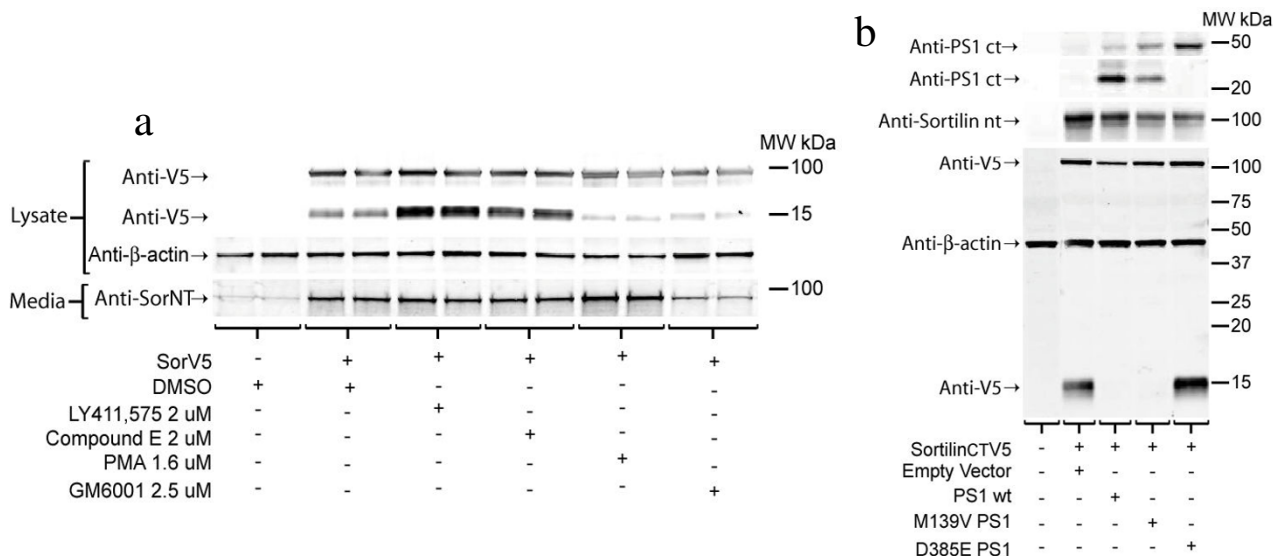 a
MW kDa
Lysate
Anti-V5→ 100
Anti-V5→ 15
Anti-β-actin→
Media
Anti-SorNT→ 100
SorV5 - + + + + +
DMSO + + - - - -
LY411,575 2 uM - - + - - -
Compound E 2 uM - - - + - -
PMA 1.6 uM - - - - + -
GM6001 2.5 uM - - - - - +
b
MW kDa
Anti-PS1 ct→ 50
Anti-PS1 ct→ 20
Anti-Sortilin nt→ 100
Anti-V5→ 100
75
50
Anti-β-actin→
37
25
20
Anti-V5→ 15
SortilinCTV5 - + + + +
Empty Vector - + - - -
PS1 wt - - + - -
M139V PS1 - - - + -
D385E PS1 - - - - +